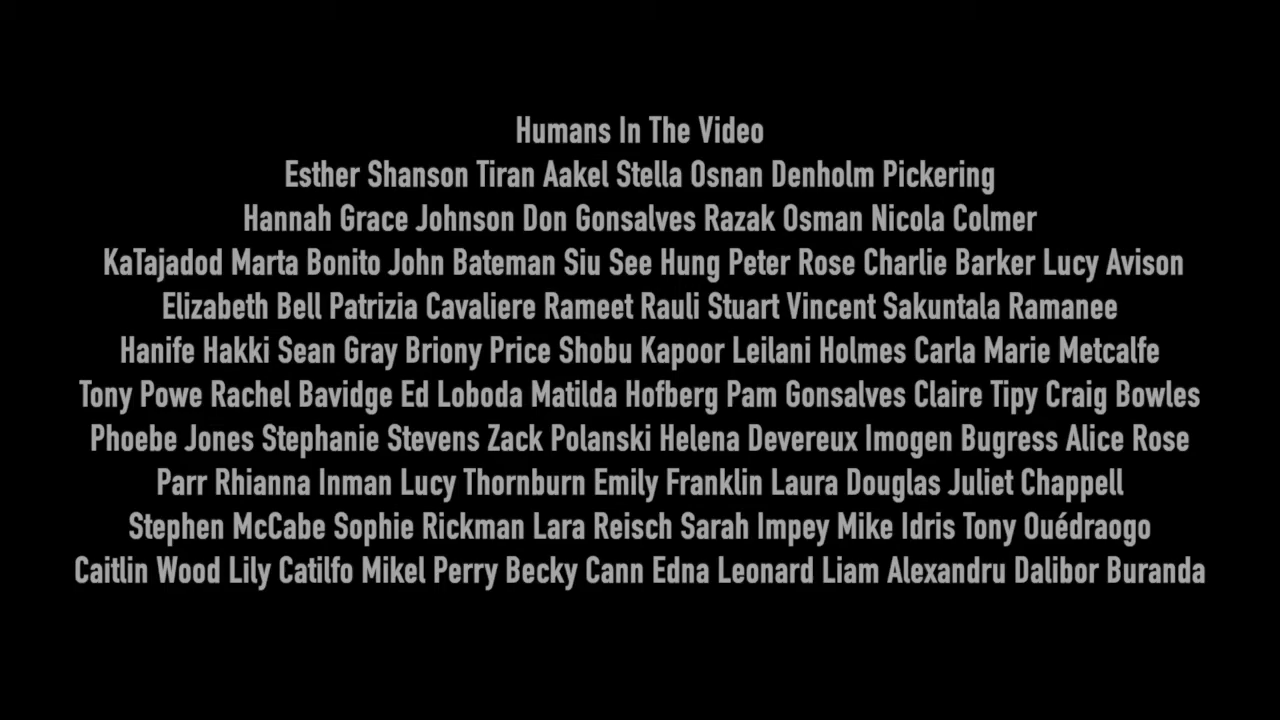 Humans In The Video
Esther Shanson Tiran Aakel Stella Osnan Denholm Pickering
Hannah Grace Johnson Don Gonsalves Razak Osman Nicola Colmer
KaTajadod Marta Bonito John Bateman Siu See Hung Peter Rose Charlie Barker Lucy Avison
Elizabeth Bell Patrizia Cavaliere Rameet Rauli Stuart Vincent Sakuntala Ramanee
Hanife Hakki Sean Gray Briony Price Shobu Kapoor Leilani Holmes Carla Marie Metcalfe
Tony Powe Rachel Bavidge Ed Loboda Matilda Hofberg Pam Gonsalves Claire Tipy Craig Bowles
Phoebe Jones Stephanie Stevens Zack Polanski Helena Devereux Imogen Bugress Alice Rose
Parr Rhianna Inman Lucy Thornburn Emily Franklin Laura Douglas Juliet Chappell
Stephen McCabe Sophie Rickman Lara Reisch Sarah Impey Mike Idris Tony Ouédraogo
Caitlin Wood Lily Catilfo Mikel Perry Becky Cann Edna Leonard Liam Alexandru Dalibor Buranda